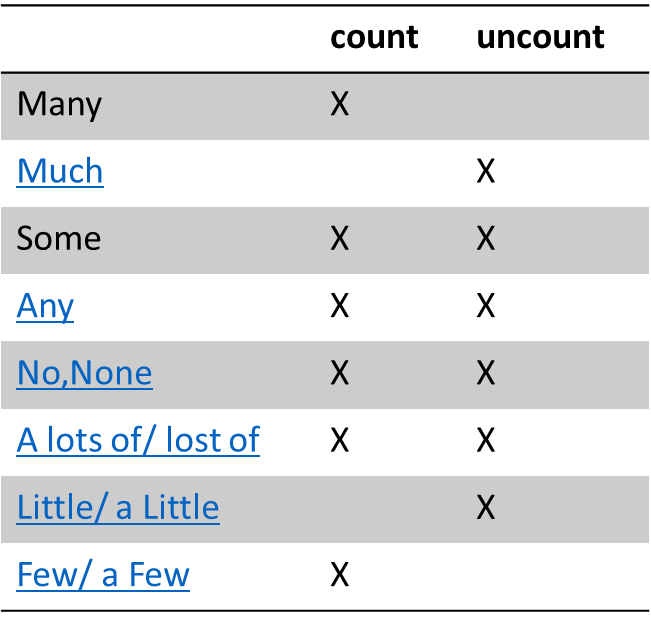 count uncount
Many X
Much X
Some X X
Any X X
No,None X X
A lots of/ lost of X X
Little/ a Little X
Few/ a Few X